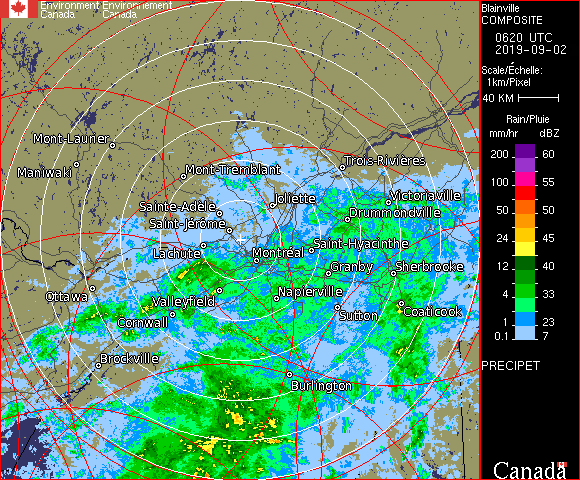 Environment Environnement
Canada Canada
Blainville
COMPOSITE
0620 UTC
2019-09-02
Scale/Échelle:
1km/Pixel
40 KM
Rain/Pluie
mm/hr dBZ
200 60
100 55
50 50
24 45
12 40
4 33
1 23
0.1 7
PRECIPET
Canada
Mont-Laurier
Maniwaki
Mont-Tremblant
Trois-Rivières
Joliette
Victoriaville
Sainte-Adèle
Drummondville
Saint-Jérôme
Lachute
Montréal
Saint-Hyacinthe
Granby
Sherbrooke
Ottawa
Valleyfield
Napierville
Cornwall
Sutton
Coaticook
Brockville
Burlington